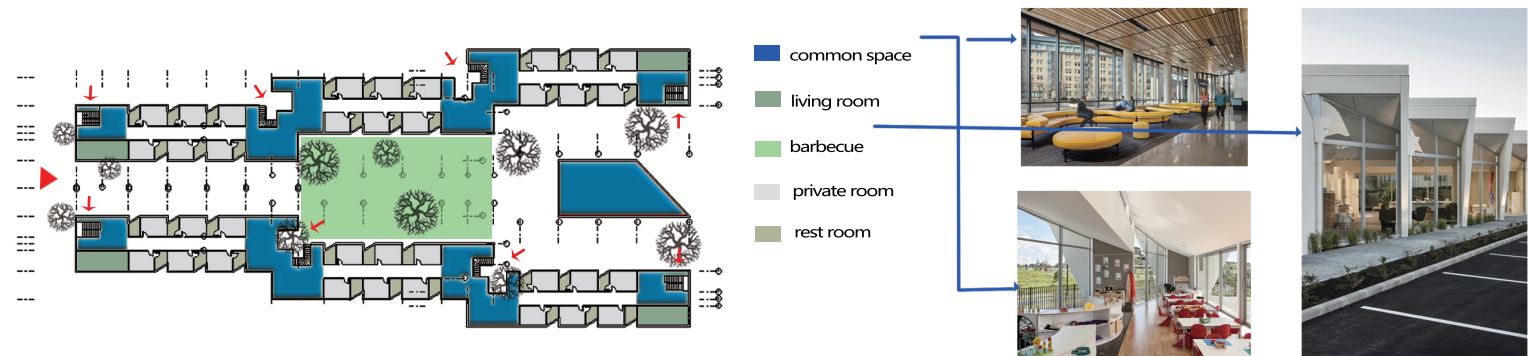 common space
living room
barbecue
private room
rest room